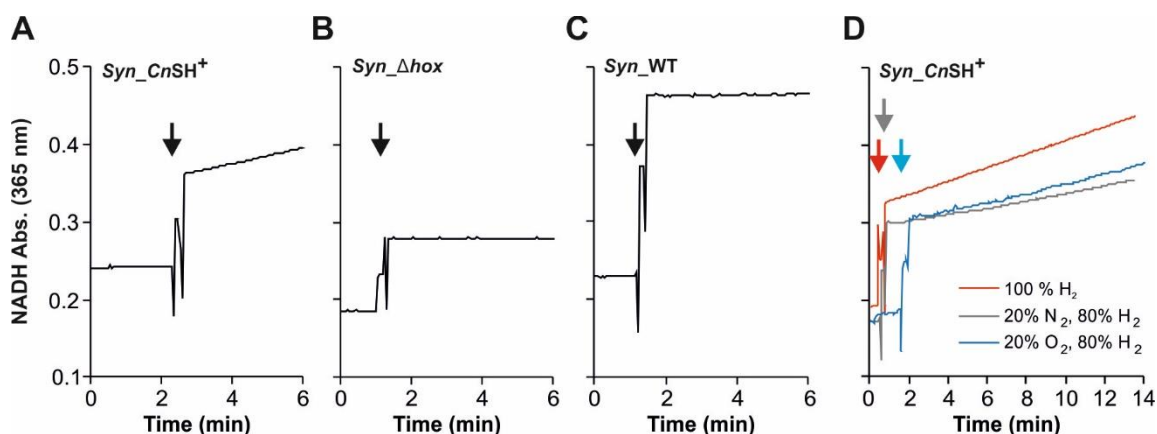 A
B
C
D
Syn_CnSH⁺
Syn_Δhox
Syn_WT
Syn_CnSH⁺
NADH Abs. (365 nm)
0.5
0.4
0.3
0.2
0.1
0 2 4 6
0 2 4 6
0 2 4 6
0 2 4 6 8 10 12 14
100 % H₂
20% N₂, 80% H₂
20% O₂, 80% H₂
Time (min)
Time (min)
Time (min)
Time (min)